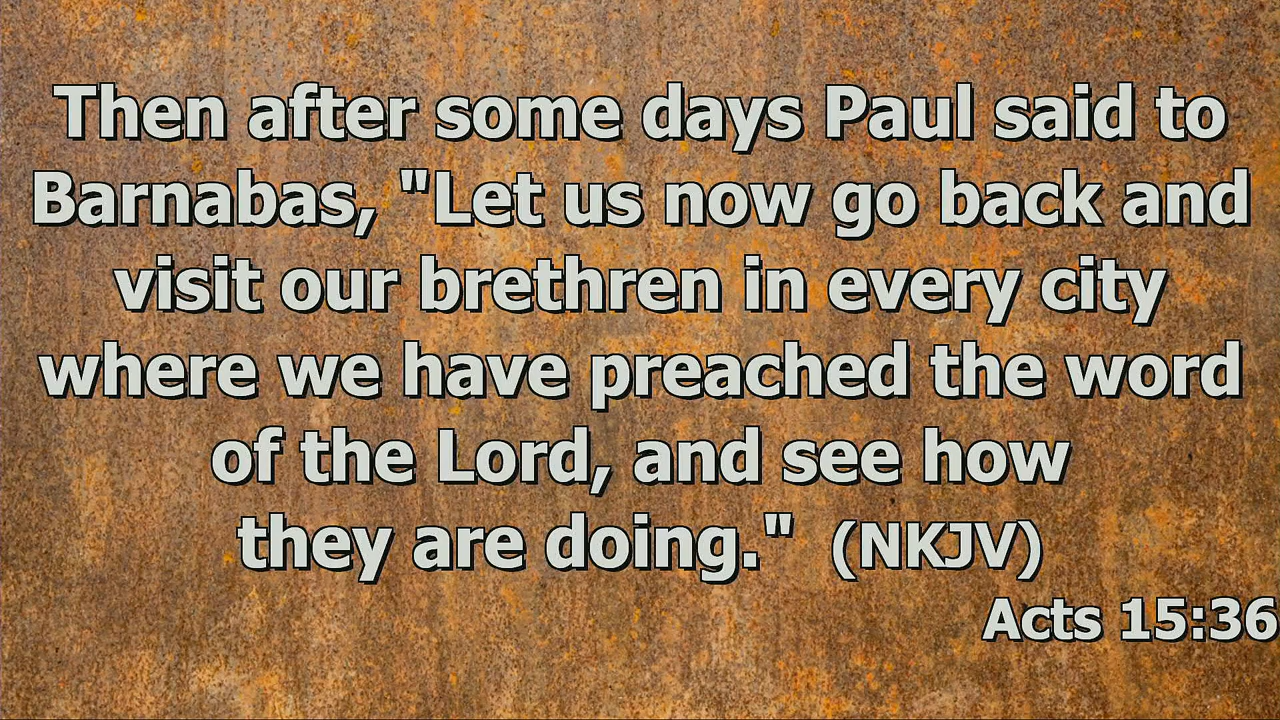 Then after some days Paul said to
Barnabas, "Let us now go back and
visit our brethren in every city
where we have preached the word
of the Lord, and see how
they are doing." (NKJV)
Acts 15:36